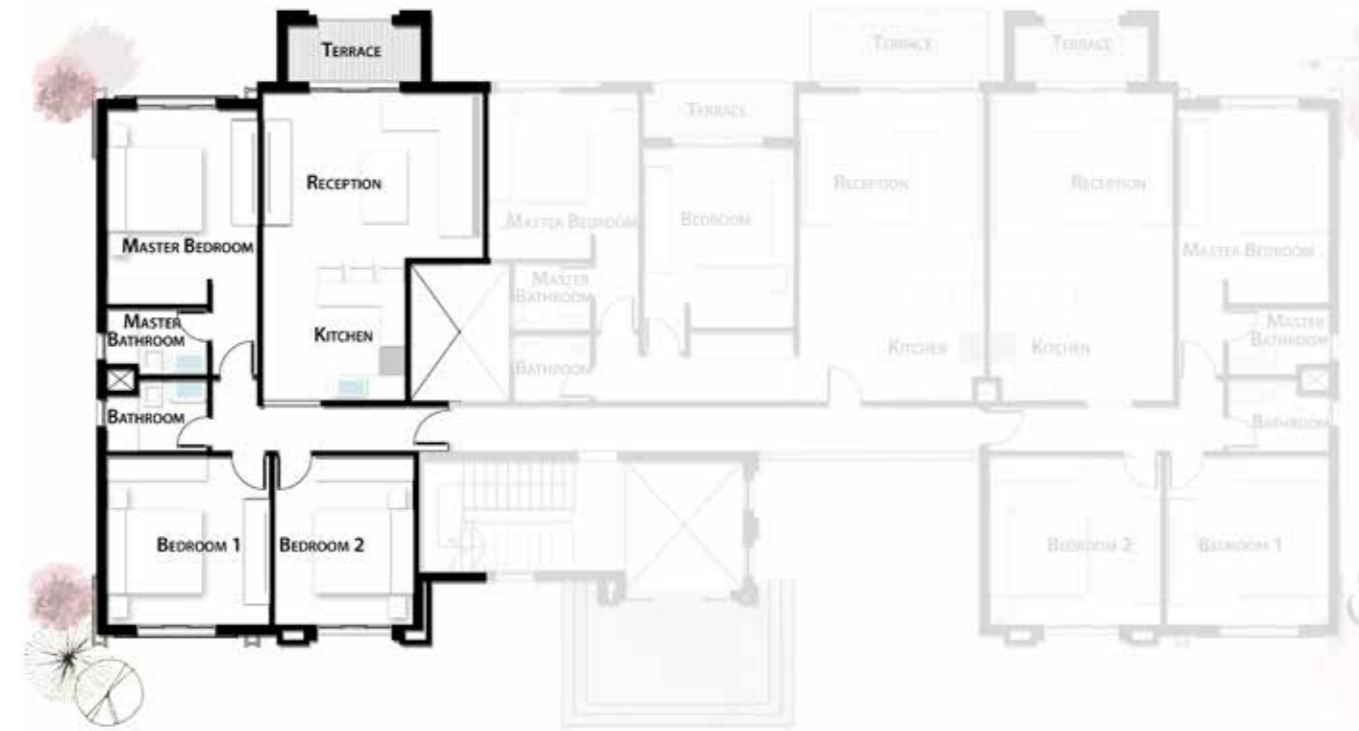 TERRACE
RECEPTION
MASTER BEDROOM
KITCHEN
MASTER
BATHROOM
BATHROOM
BEDROOM 1
BEDROOM 2
MASTER BEDROOM
TERRACE
BEDROOM
MASTER
BATHROOM
BATHROOM
TERRACE
RECEPTION
KITCHEN
TERRACE
RECEPTION
KITCHEN
MASTER BEDROOM
MASTER
BATHROOM
BATHROOM
BEDROOM 2
BEDROOM 1